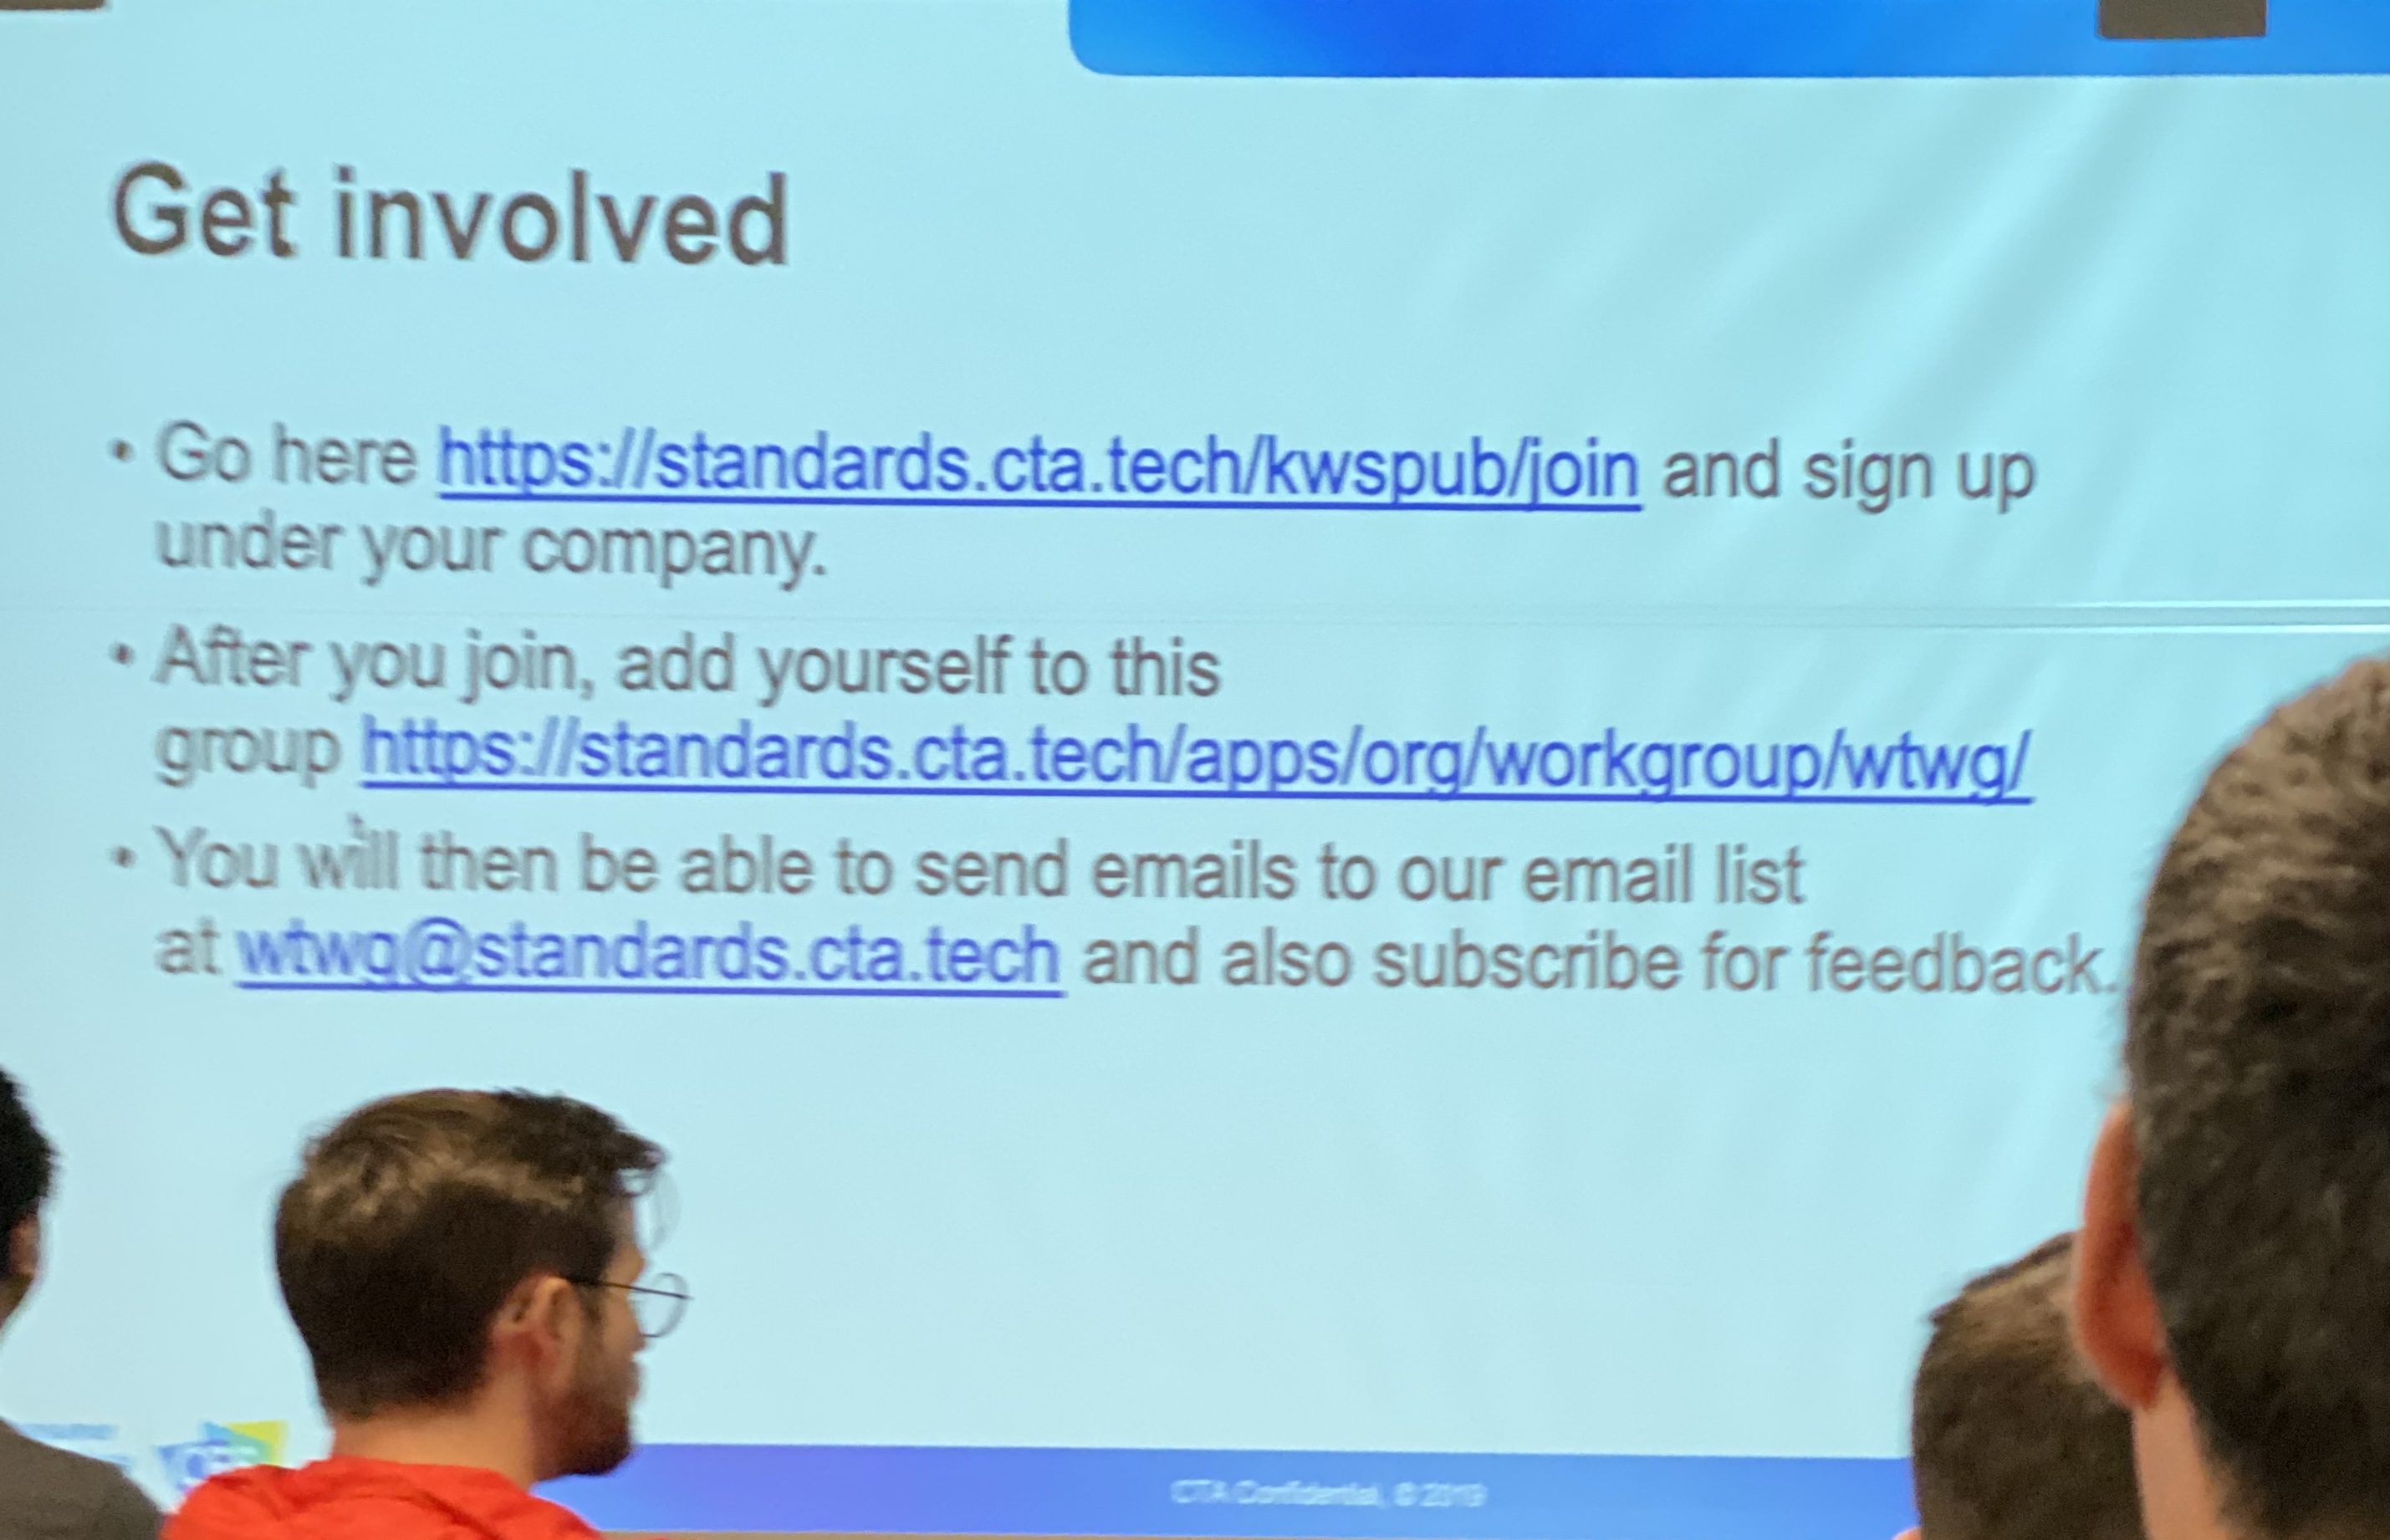 Get involved
• Go here https://standards.cta.tech/kwspub/join and sign up
under your company.
• After you join, add yourself to this
group https://standards.cta.tech/apps/org/workgroup/wtwg/
• You will then be able to send emails to our email list
at wtwg@standards.cta.tech and also subscribe for feedback.
CTA Confidential, © 2019